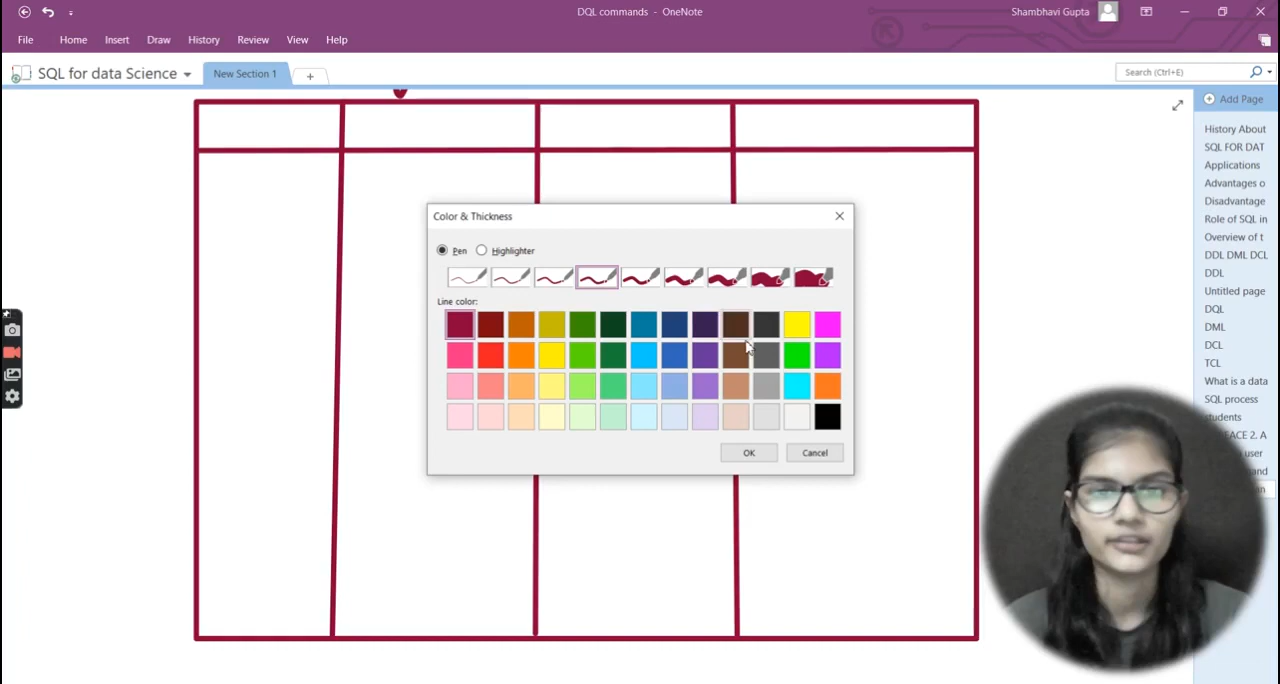 DQL commands - OneNote
Shambhavi Gupta
File Home Insert Draw History Review View Help
SQL for data Science
New Section 1
+
Search (Ctrl+E)
Add Page
History About
SQL FOR DAT
Applications
Advantages o
Disadvantage
Role of SQL in
Overview of t
DDL DML DCL
DDL
Untitled page
DQL
DML
DCL
TCL
What is a data
SQL process
students
FACE 2. A
user
Color & Thickness
Pen Highlighter
Line color:
OK Cancel